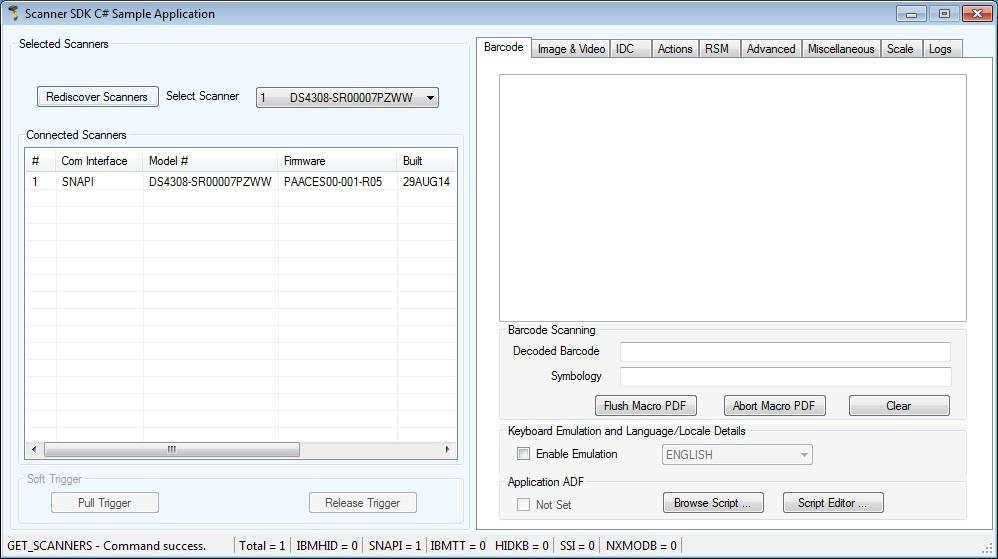 Scanner SDK C# Sample Application
Selected Scanners
Rediscover Scanners Select Scanner 1 DS4308-SR00007PZWW
Connected Scanners
# Com Interface Model # Firmware Built
1 SNAPI DS4308-SR00007PZWW PAACES00-001-R05 29AUG14
Soft Trigger
Pull Trigger Release Trigger
Barcode Image & Video IDC Actions RSM Advanced Miscellaneous Scale Logs
Barcode Scanning
Decoded Barcode
Symbology
Flush Macro PDF Abort Macro PDF Clear
Keyboard Emulation and Language/Locale Details
Enable Emulation ENGLISH
Application ADF
Not Set Browse Script ... Script Editor ...
GET_SCANNERS - Command success. Total = 1 IBMHID = 0 SNAPI = 1 IBMTT = 0 HIDKB = 0 SSI = 0 NXMODB = 0